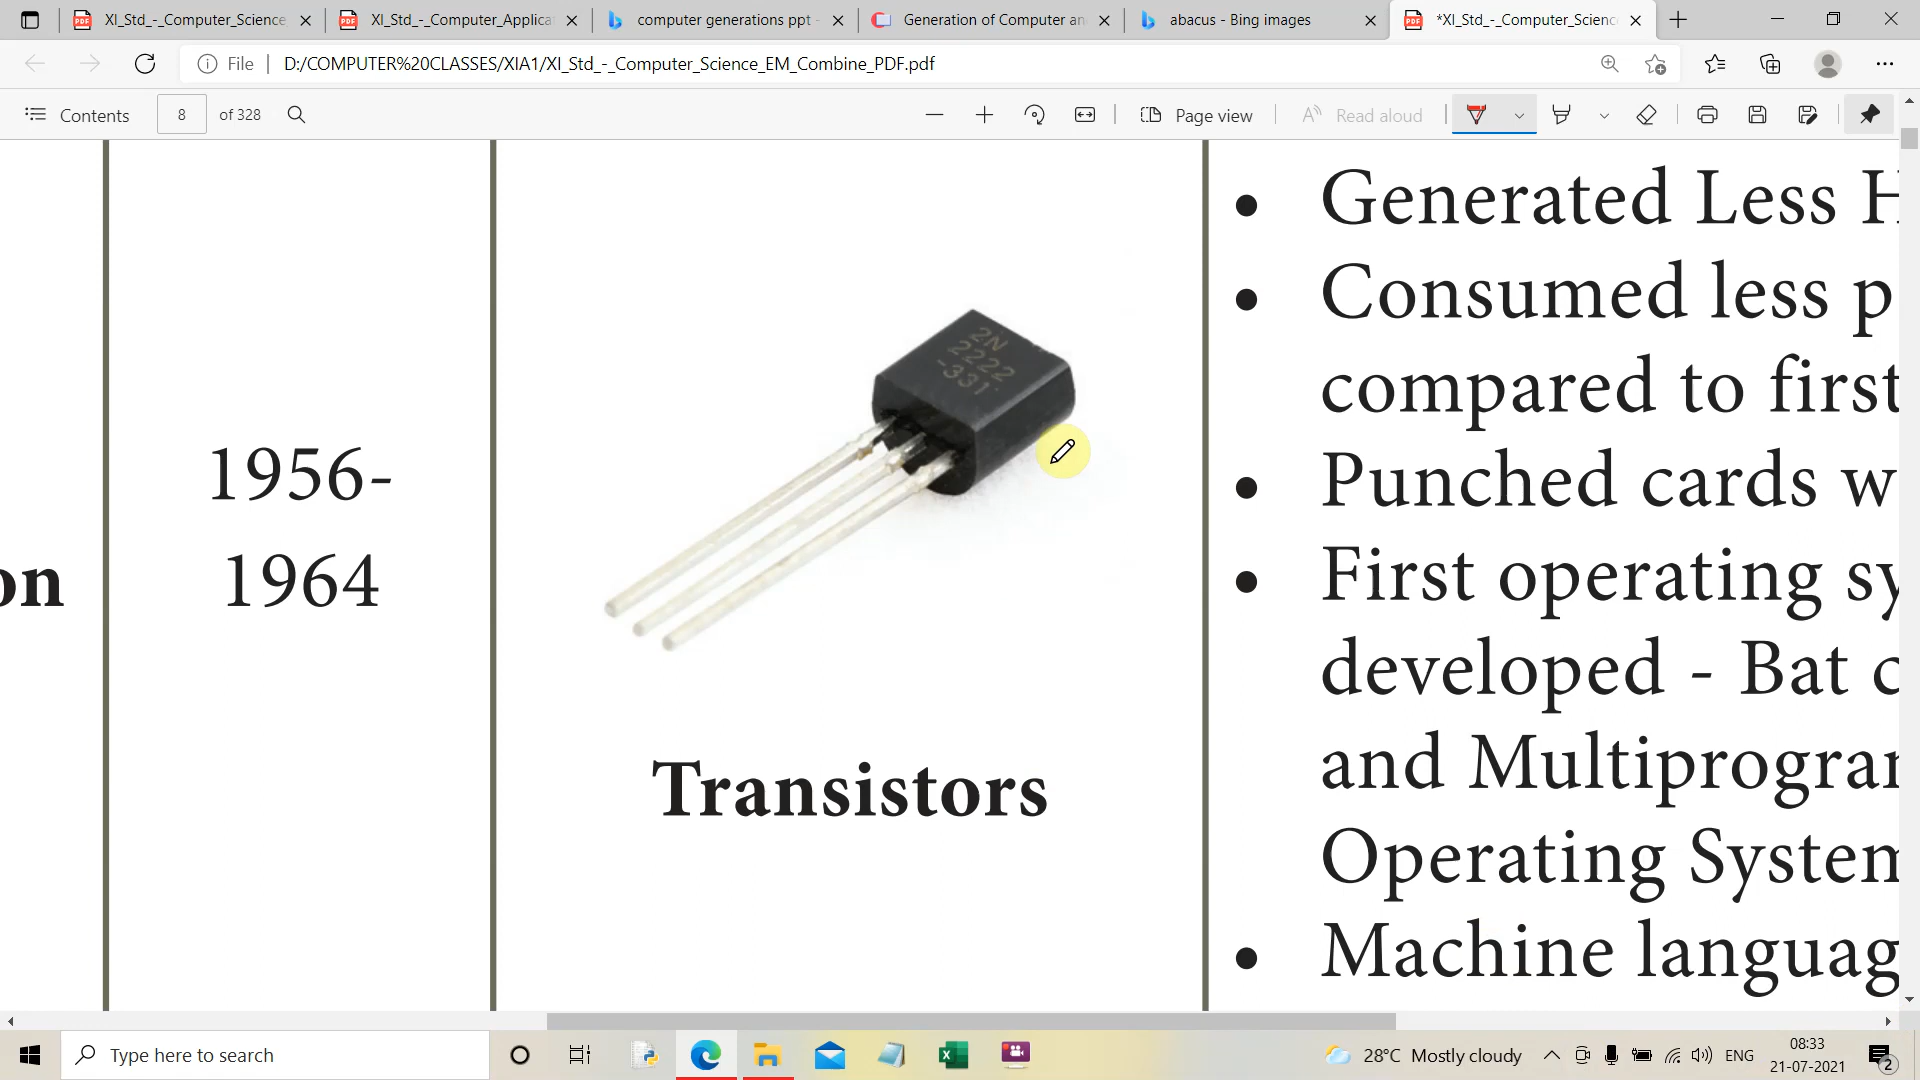 XI_Std_-_Computer_Science
XI_Std_-_Computer_Applica
computer generations ppt -
Generation of Computer an
abacus - Bing images
*XI_Std_-_Computer_Scienc
File
D:/COMPUTER%20CLASSES/XIA1/XI_Std_-_Computer_Science_EM_Combine_PDF.pdf
Contents
8
of 328
Page view
Read aloud
on
1956-
1964
2N
2222
-331
Transistors
• Generated Less H
• Consumed less p
compared to first
• Punched cards w
• First operating sy
developed - Bat c
and Multiprogram
Operating System
• Machine languag
Type here to search
28°C Mostly cloudy
ENG
08:33
21-07-2021
2